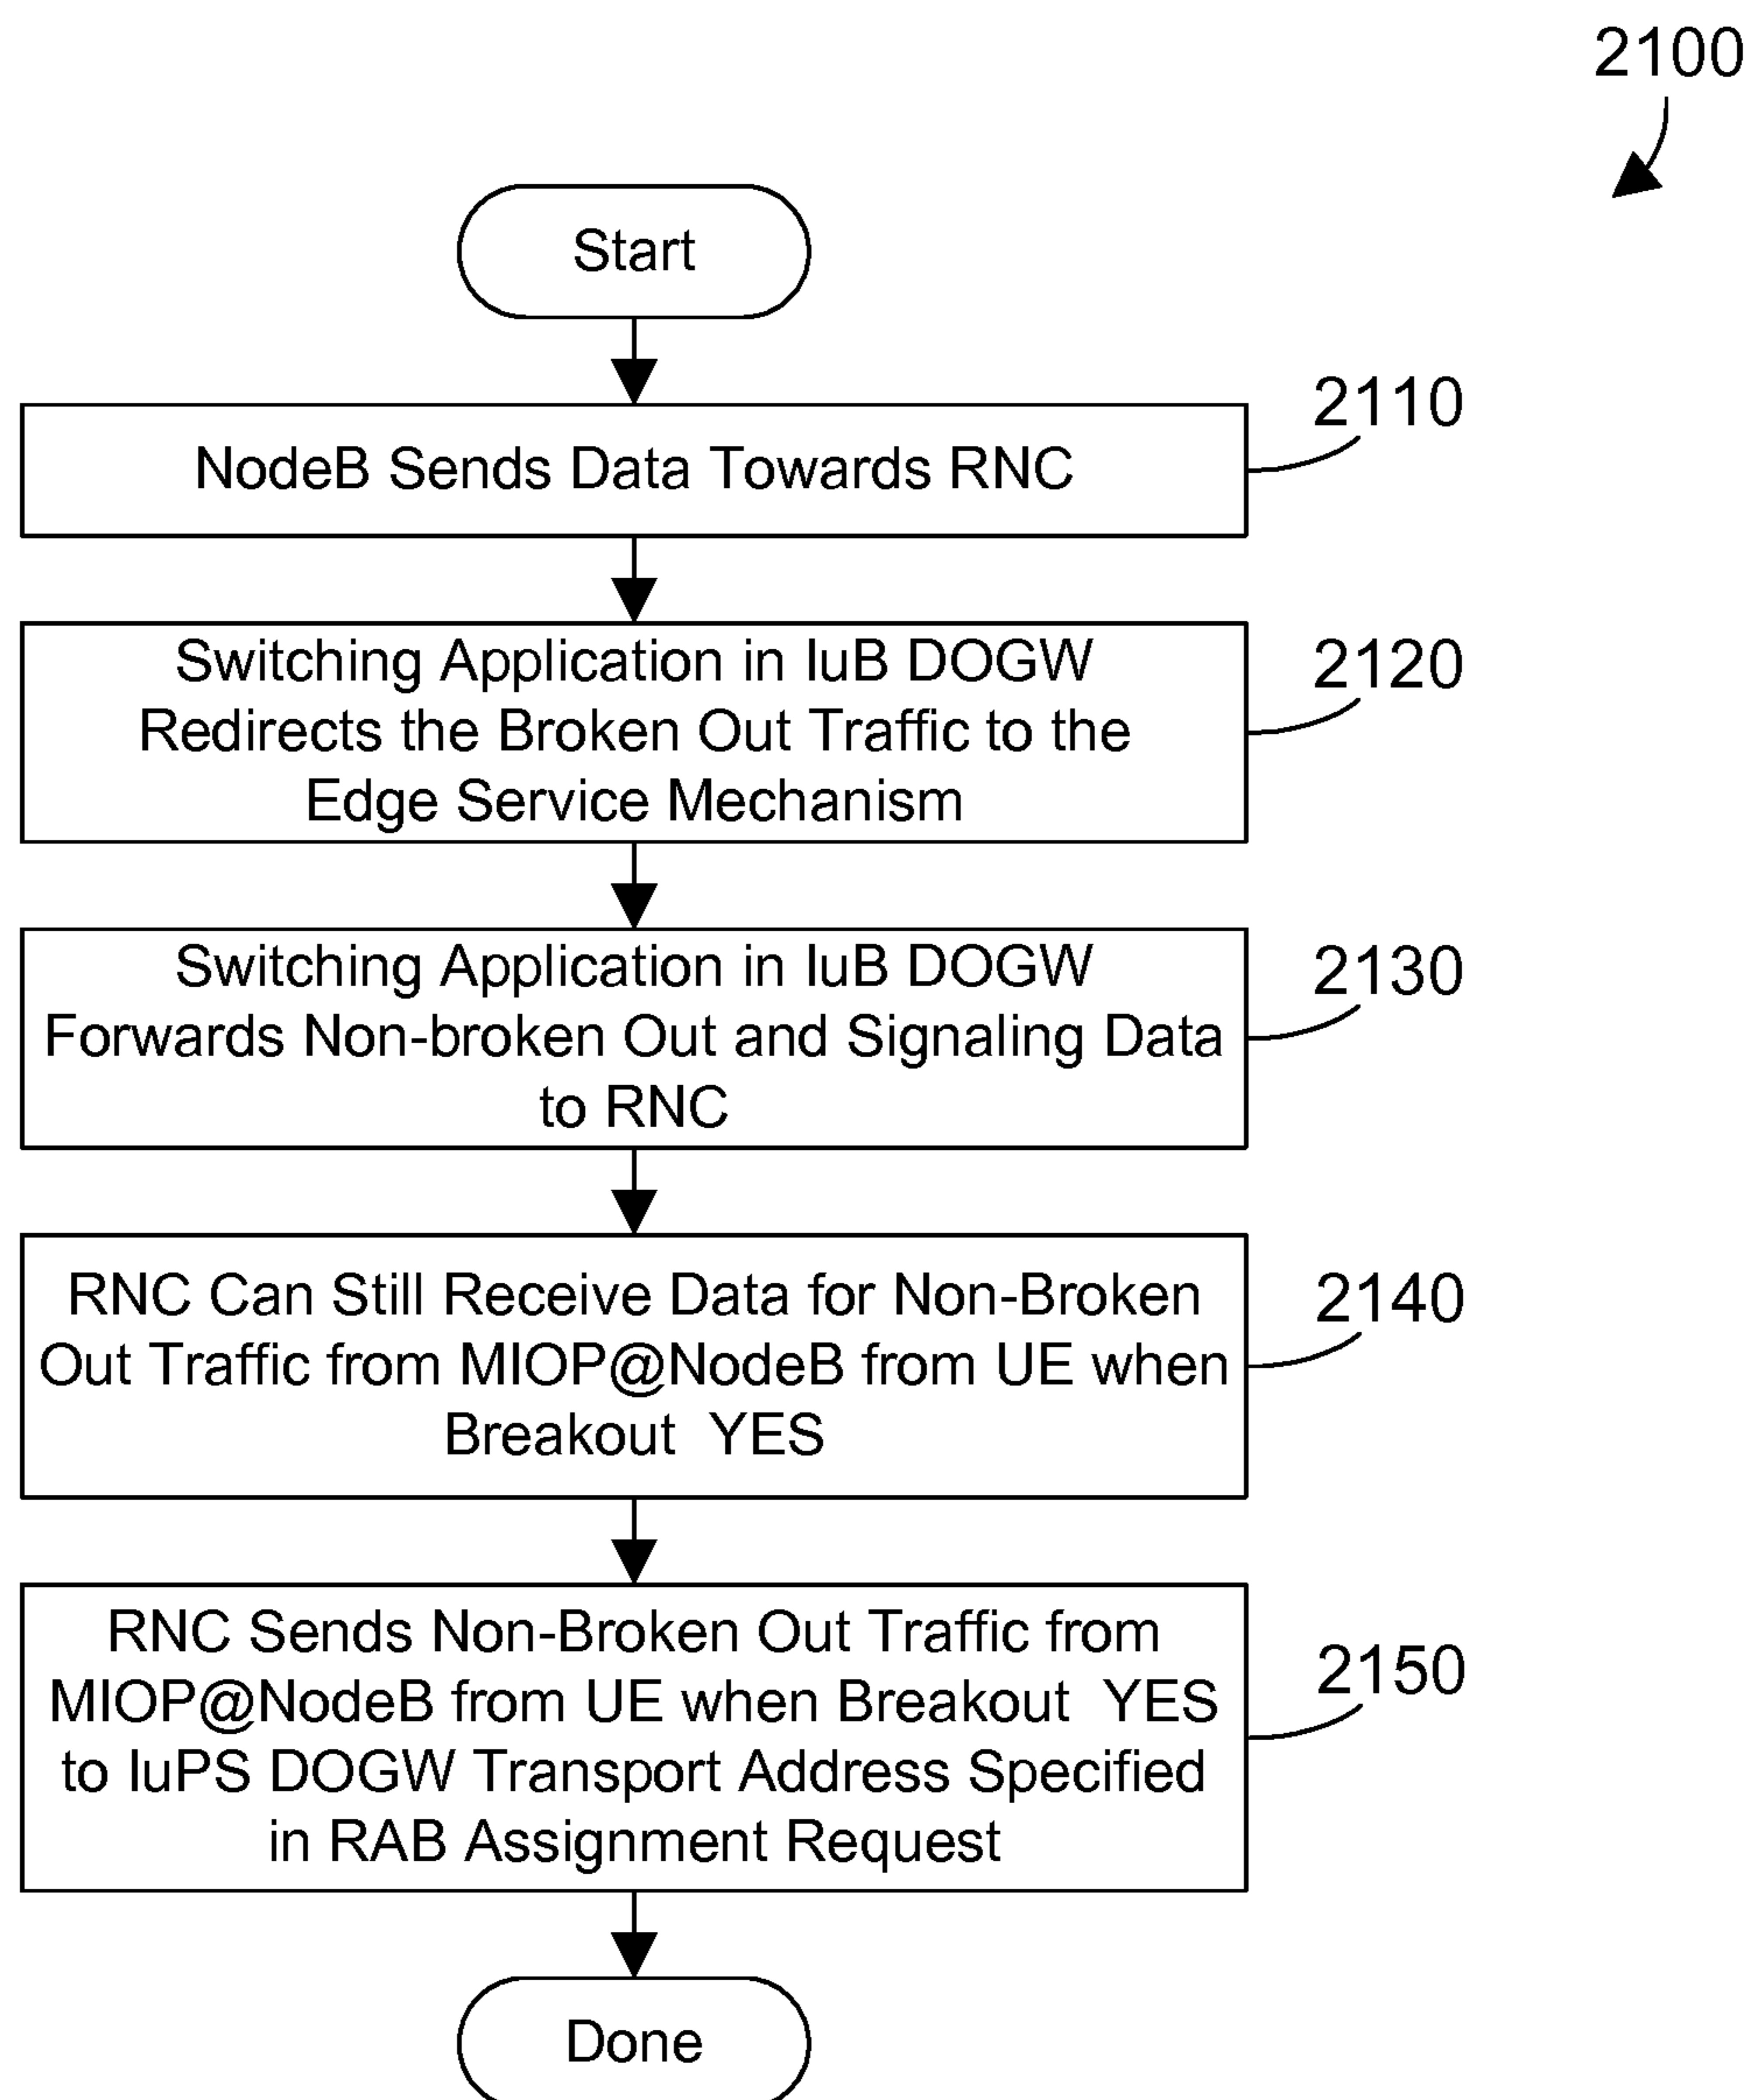 2100
Start
NodeB Sends Data Towards RNC
2110
Switching Application in IuB DOGW
Redirects the Broken Out Traffic to the
Edge Service Mechanism
2120
Switching Application in IuB DOGW
Forwards Non-broken Out and Signaling Data
to RNC
2130
RNC Can Still Receive Data for Non-Broken
Out Traffic from MIOP@NodeB from UE when
Breakout YES
2140
RNC Sends Non-Broken Out Traffic from
MIOP@NodeB from UE when Breakout YES
to IuPS DOGW Transport Address Specified
in RAB Assignment Request
2150
Done